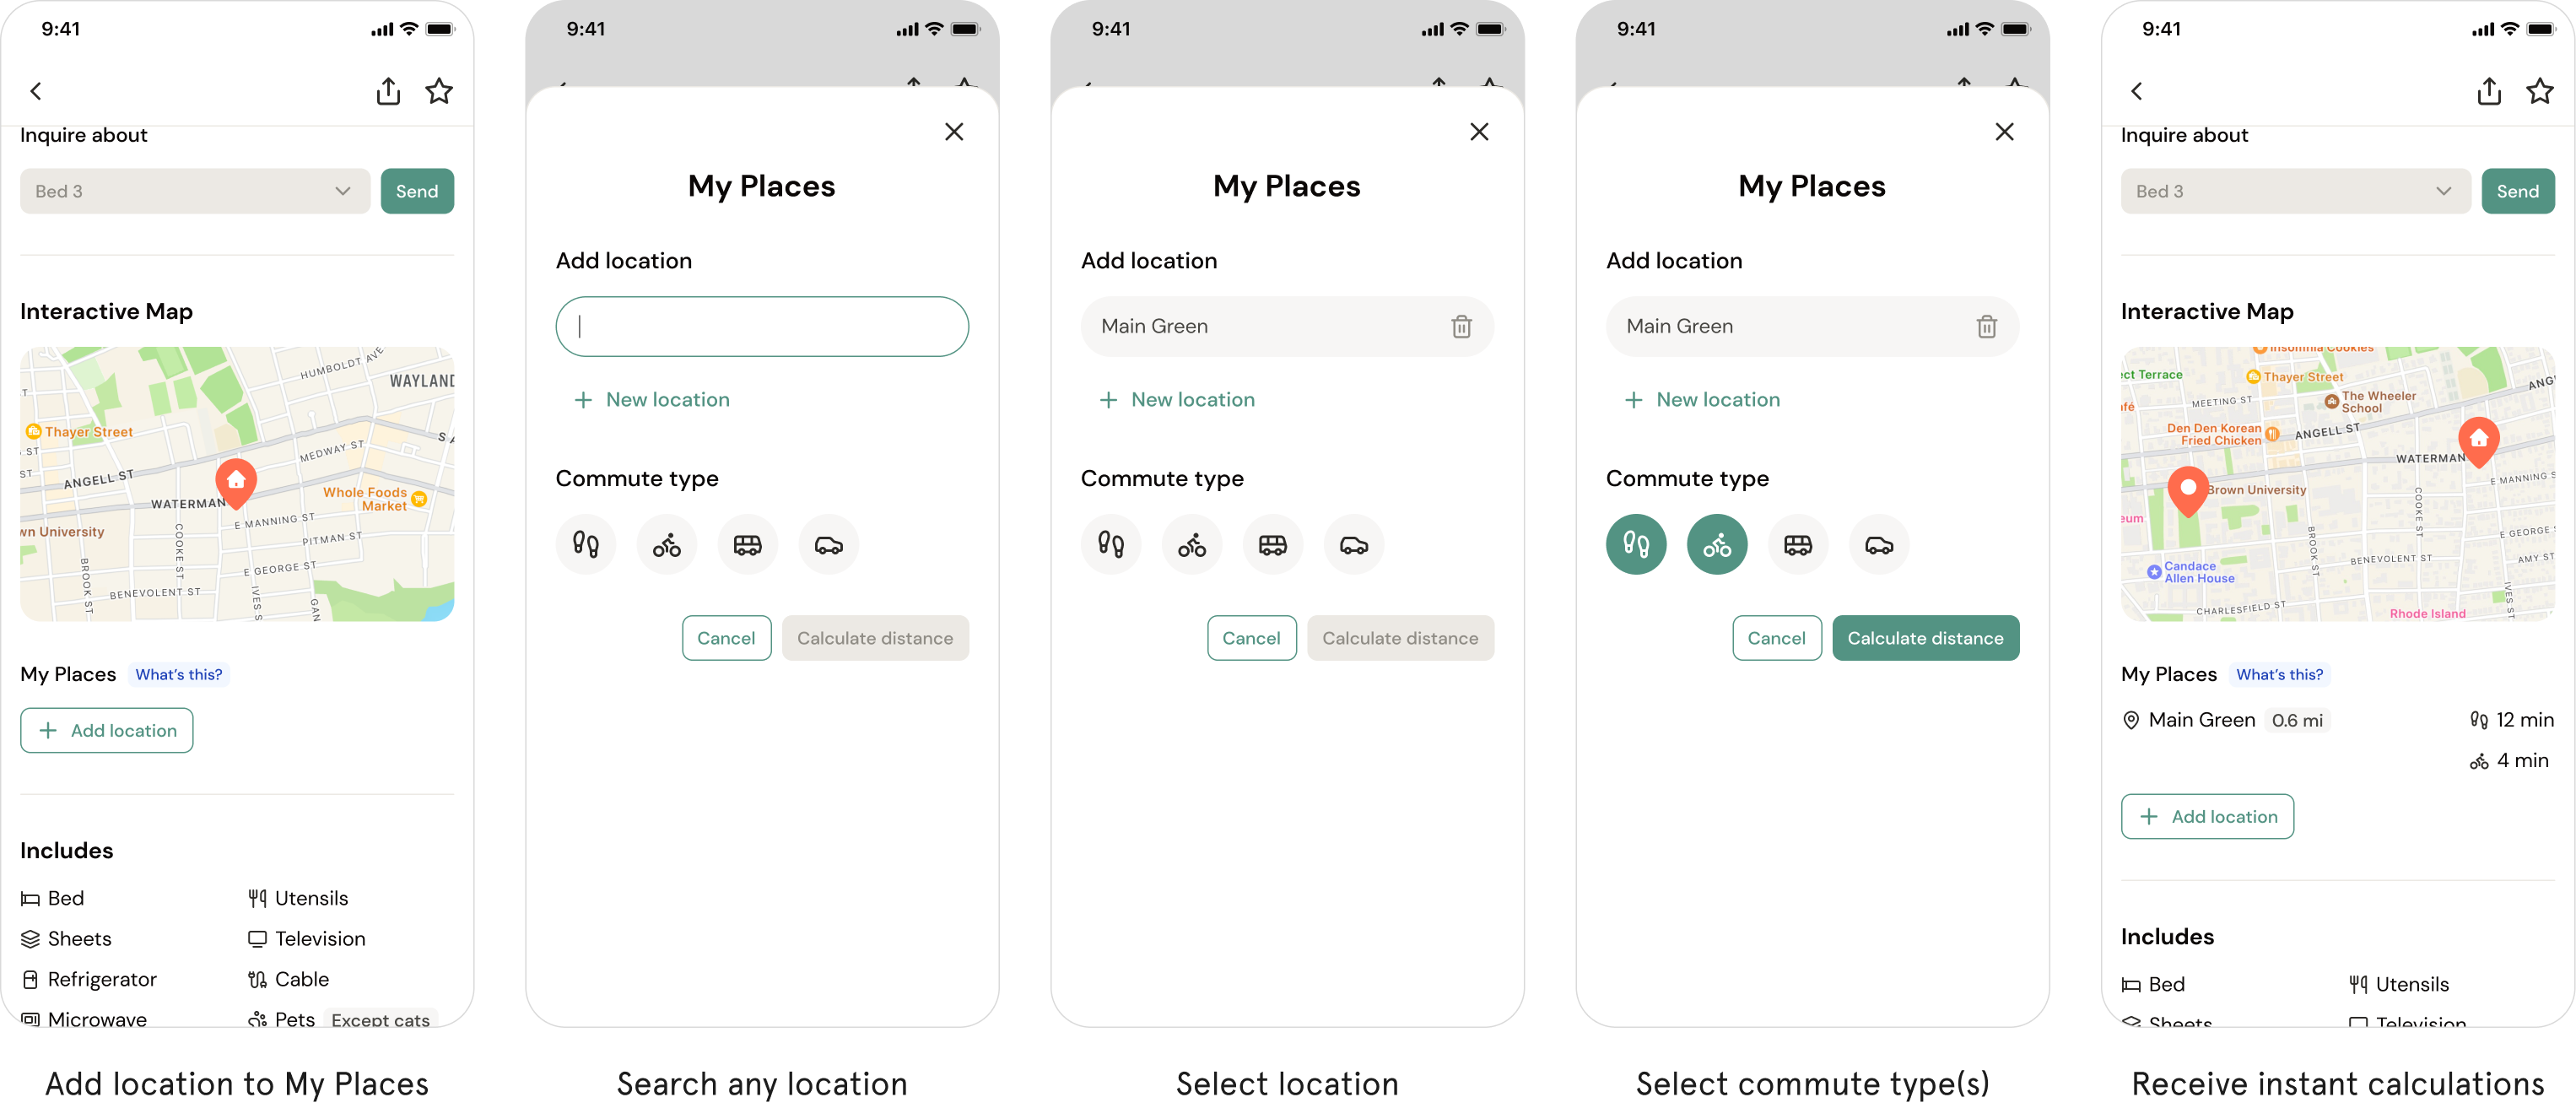 9:41
Inquire about
Bed 3
Send
Interactive Map
HUMBOLDT AVE
WAYLAND
Thayer Street
MEDWAY ST
ANGELL ST
WATERMAN
Whole Foods
Market
E MANNING ST
wn University
COOKE ST
PITMAN ST
BROOK ST
E GEORGE ST
BENEVOLENT ST
IVES S
GAN
My Places
What's this?
+ Add location
Includes
Bed
Utensils
Sheets
Television
Refrigerator
Cable
Microwave
Pets
Except cats
Add location to My Places
9:41
My Places
Add location
+ New location
Commute type
Cancel
Calculate distance
Search any location
9:41
My Places
Add location
Main Green
+ New location
Commute type
Cancel
Calculate distance
Select location
9:41
My Places
Add location
Main Green
+ New location
Commute type
Cancel
Calculate distance
Select commute type(s)
9:41
Inquire about
Bed 3
Send
Interactive Map
Insomnia Cookies
ect Terrace
Thayer Street
ANG
MEETING ST
The Wheeler
School
afé
Den Den Korean
Fried Chicken
ANGELL ST
WATERMAN
E MANNING S
Brown University
COOKE ST
eum
BROOK ST
E GEORGE S
BENEVOLENT ST
AMY ST
Candace
Allen House
IVES ST
CHARLESFIELD ST
Rhode Island
My Places
What's this?
Main Green
0.6 mi
12 min
4 min
+ Add location
Includes
Bed
Utensils
Sheets
Television
Receive instant calculations